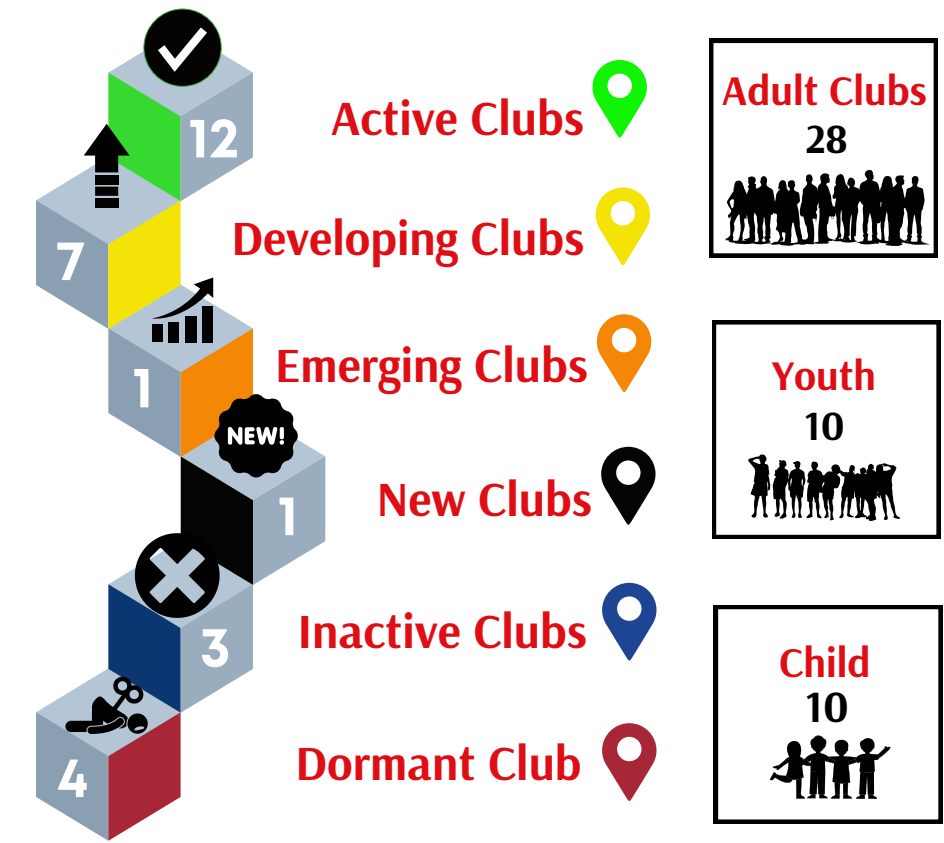 12
Active Clubs
7
Developing Clubs
1
Emerging Clubs
NEW!
1
New Clubs
3
Inactive Clubs
4
Dormant Club
Adult Clubs
28
Youth
10
Child
10